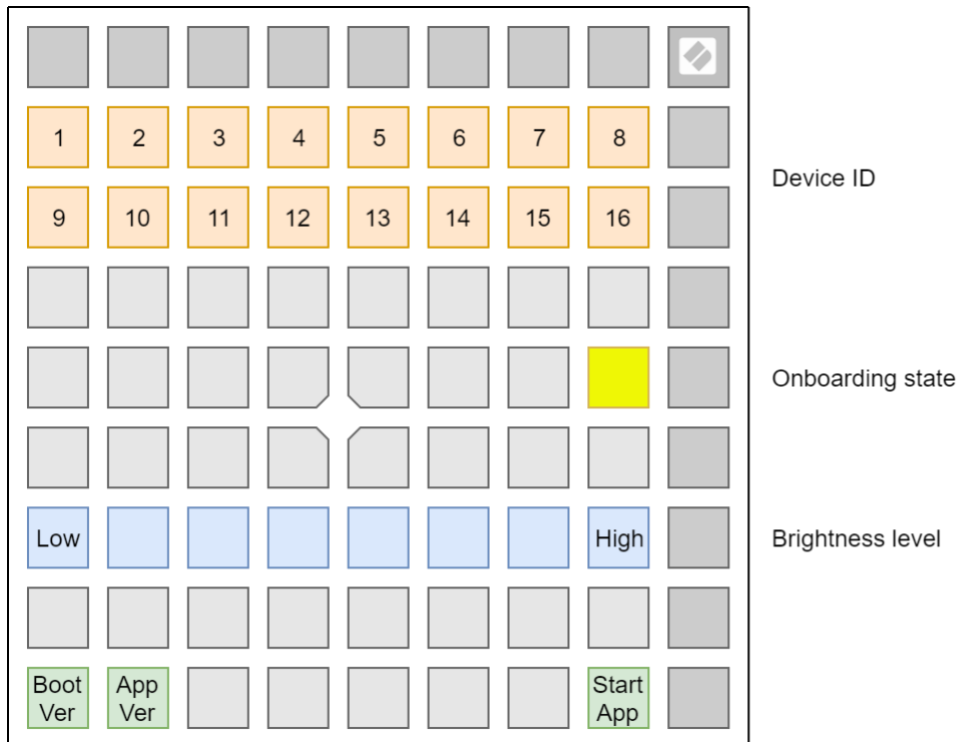 1 2 3 4 5 6 7 8
Device ID
9 10 11 12 13 14 15 16
Onboarding state
Low High Brightness level
Boot Ver
App Ver
Start App